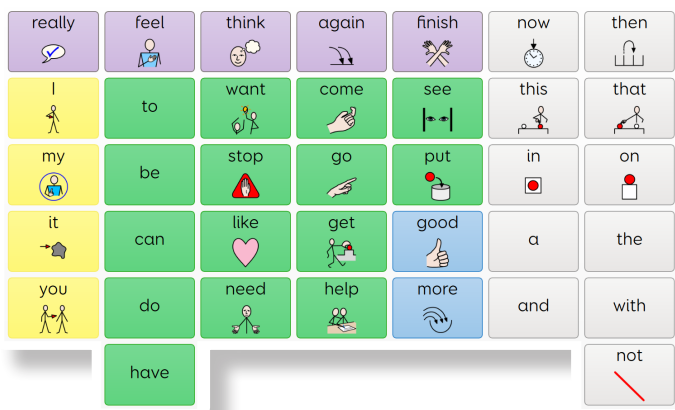 really feel think again finish now then
I to want come see this that
my be stop go put in on
it can like get good a the
you do need help more and with
have not